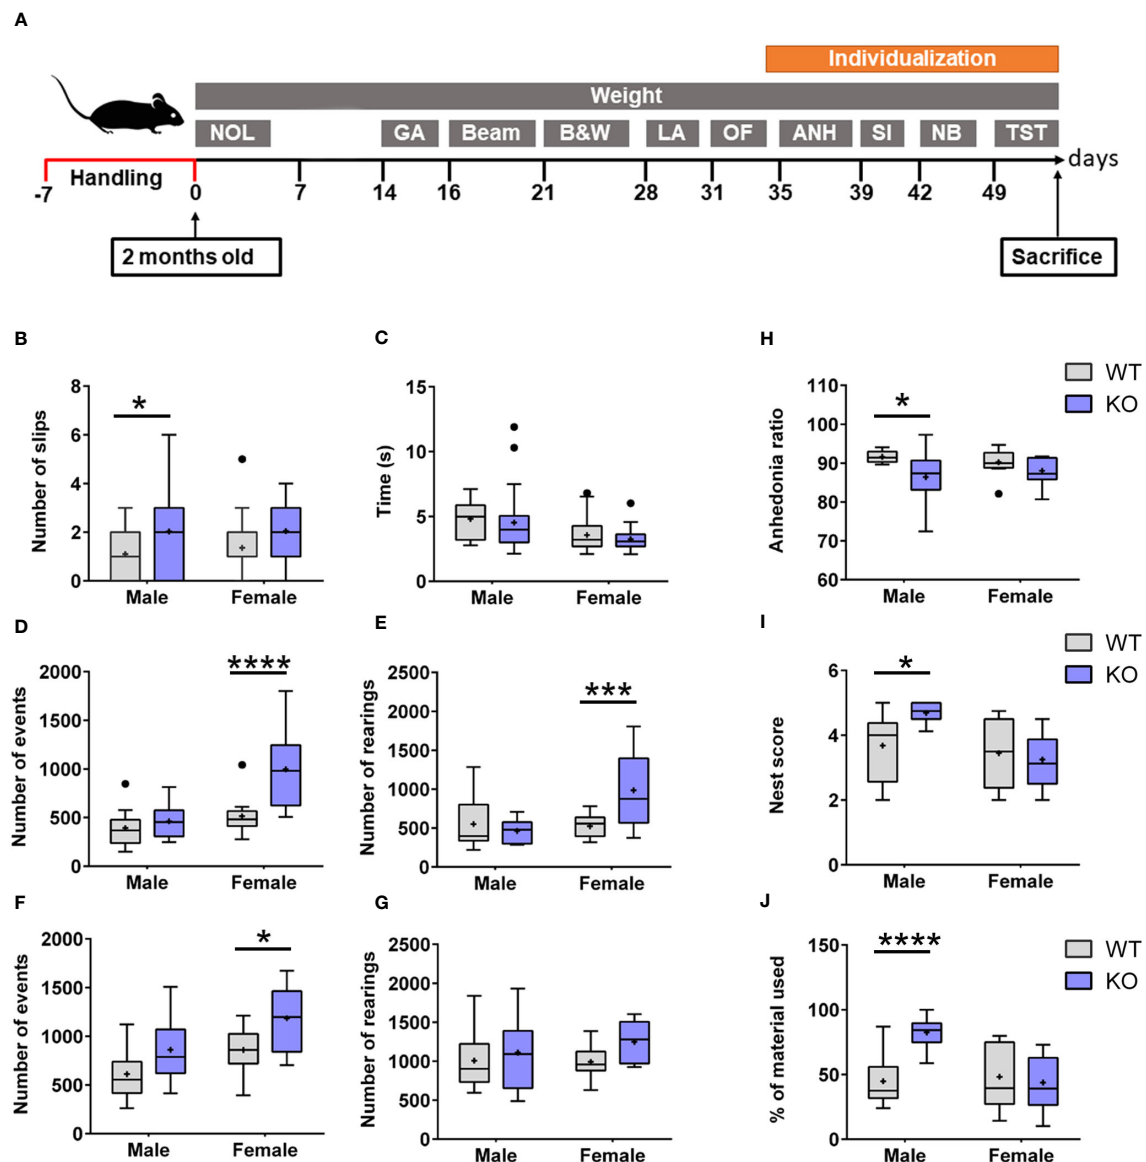 A
Individualization
Weight
NOL GA Beam B&W LA OF ANH SI NB TST
days
Handling
-7 0 7 14 16 21 28 31 35 39 42 49
2 months old
Sacrifice
B
Number of slips
8
6
4
2
0
*
Male Female
C
Time (s)
15
10
5
0
Male Female
H
Anhedonia ratio
110
100
90
80
70
60
*
Male Female
WT
KO
D
Number of events
2000
1500
1000
500
0
****
Male Female
E
Number of rearings
2500
2000
1500
1000
500
0
***
Male Female
I
Nest score
6
4
2
0
*
Male Female
WT
KO
F
Number of events
2000
1500
1000
500
0
*
Male Female
G
Number of rearings
2500
2000
1500
1000
500
0
Male Female
J
% of material used
150
100
50
0
****
Male Female
WT
KO